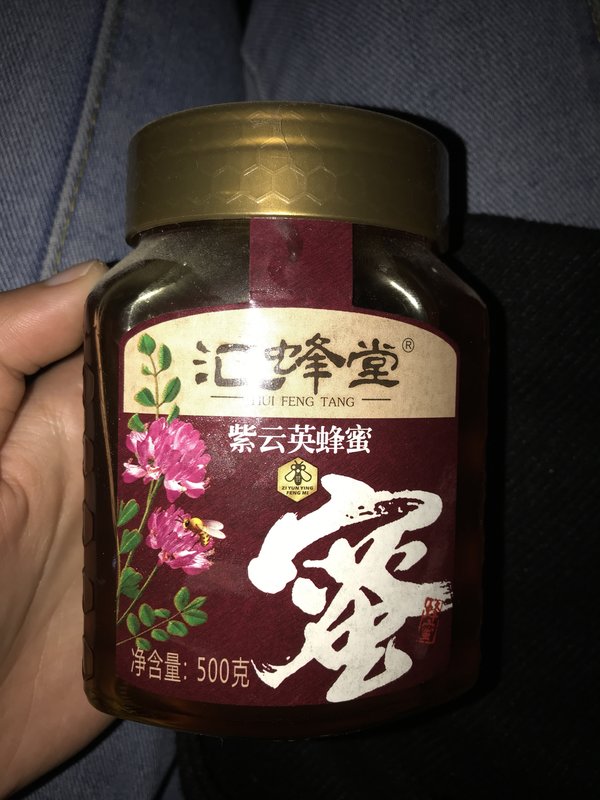 汇蜂堂®
HUI FENG TANG
紫云英蜂蜜
ZI YUN YING
FENG MI
蜜
净含量: 500克